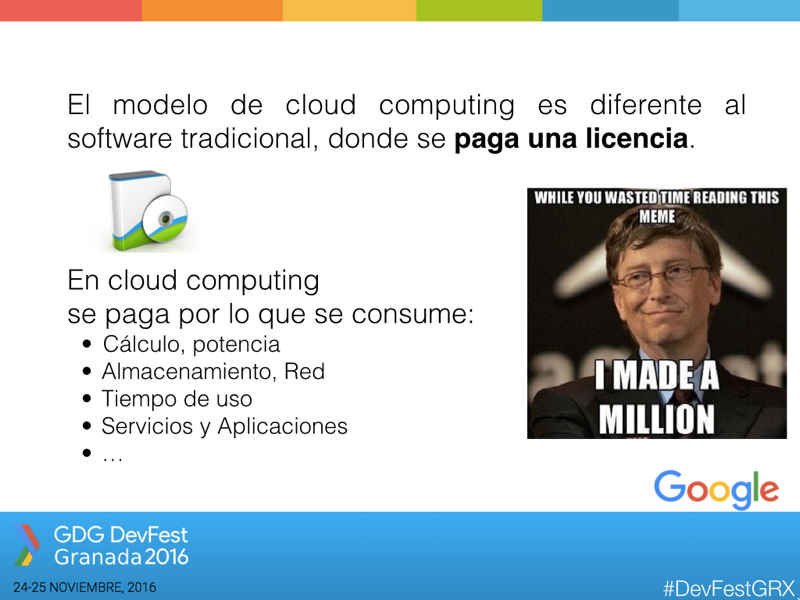 El modelo de cloud computing es diferente al
software tradicional, donde se paga una licencia.
WHILE YOU WASTED TIME READING THIS
MEME
I MADE A
MILLION
En cloud computing
se paga por lo que se consume:
• Cálculo, potencia
• Almacenamiento, Red
• Tiempo de uso
• Servicios y Aplicaciones
• …
Google
GDG DevFest
Granada2016
24-25 NOVIEMBRE, 2016
#DevFestGRX